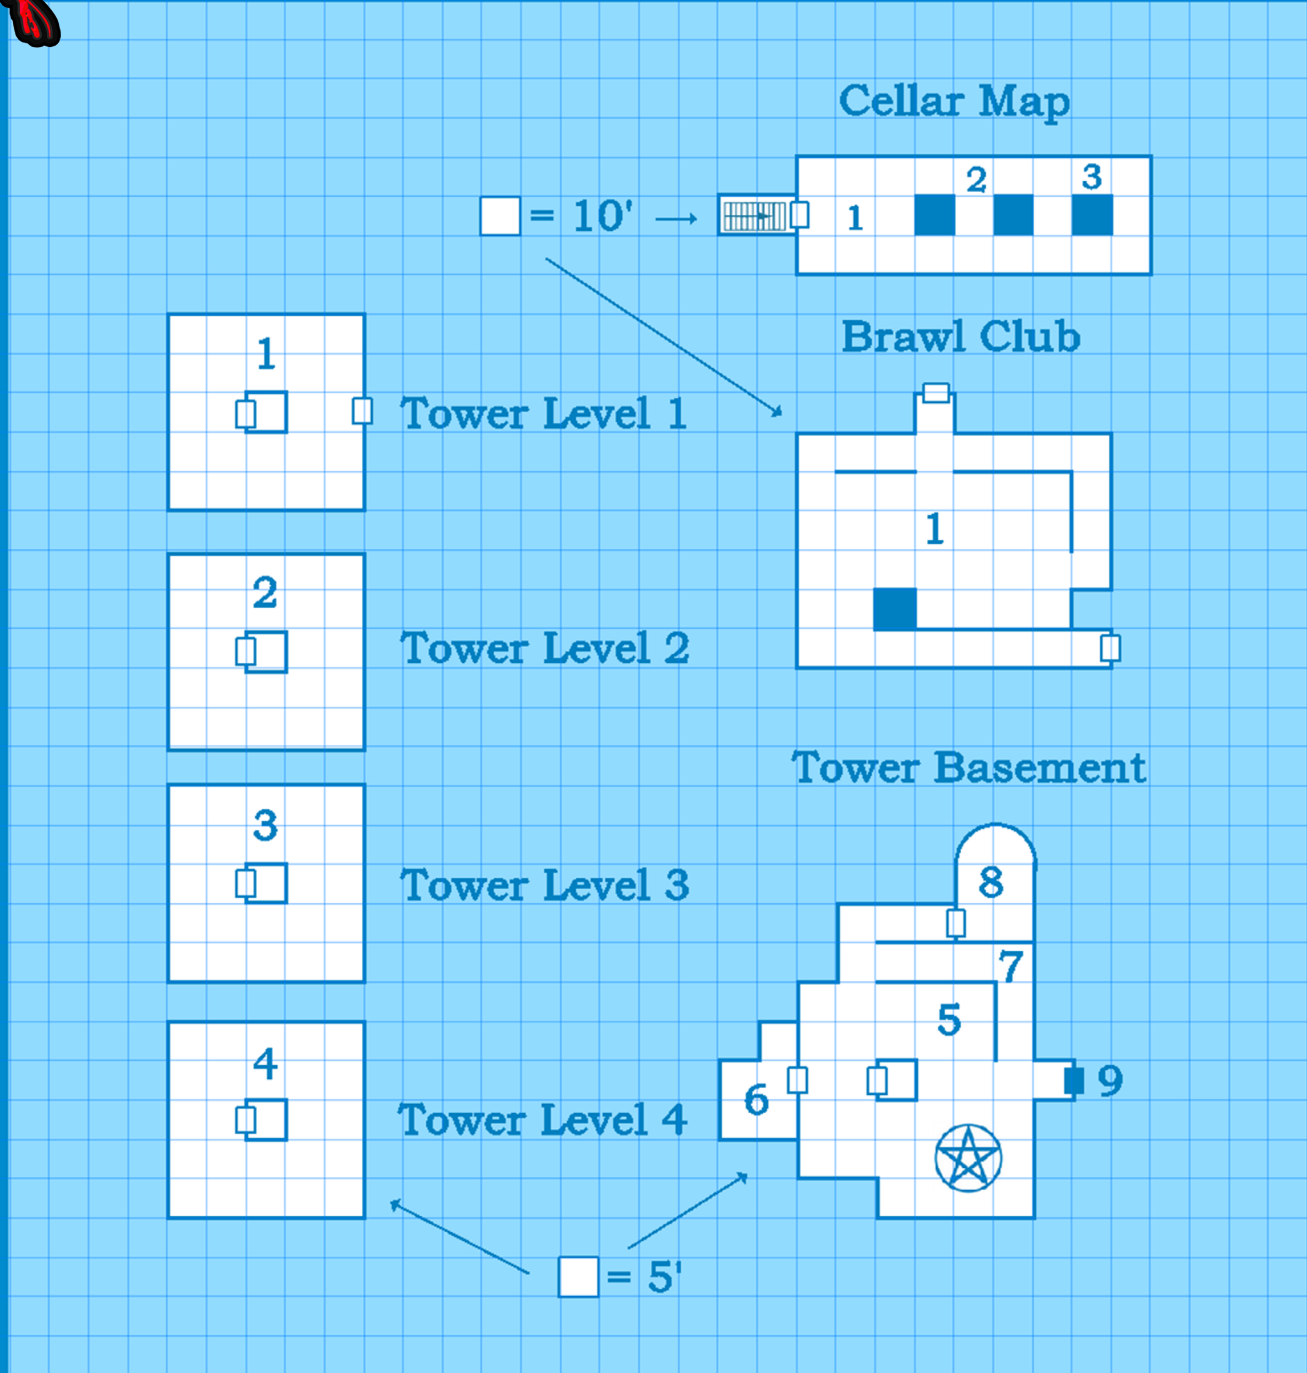 Cellar Map
2 3
= 10'
1
Brawl Club
1
Tower Level 1
1
2
Tower Level 2
Tower Basement
3
Tower Level 3
8
7
5
4
Tower Level 4
6
9
= 5'